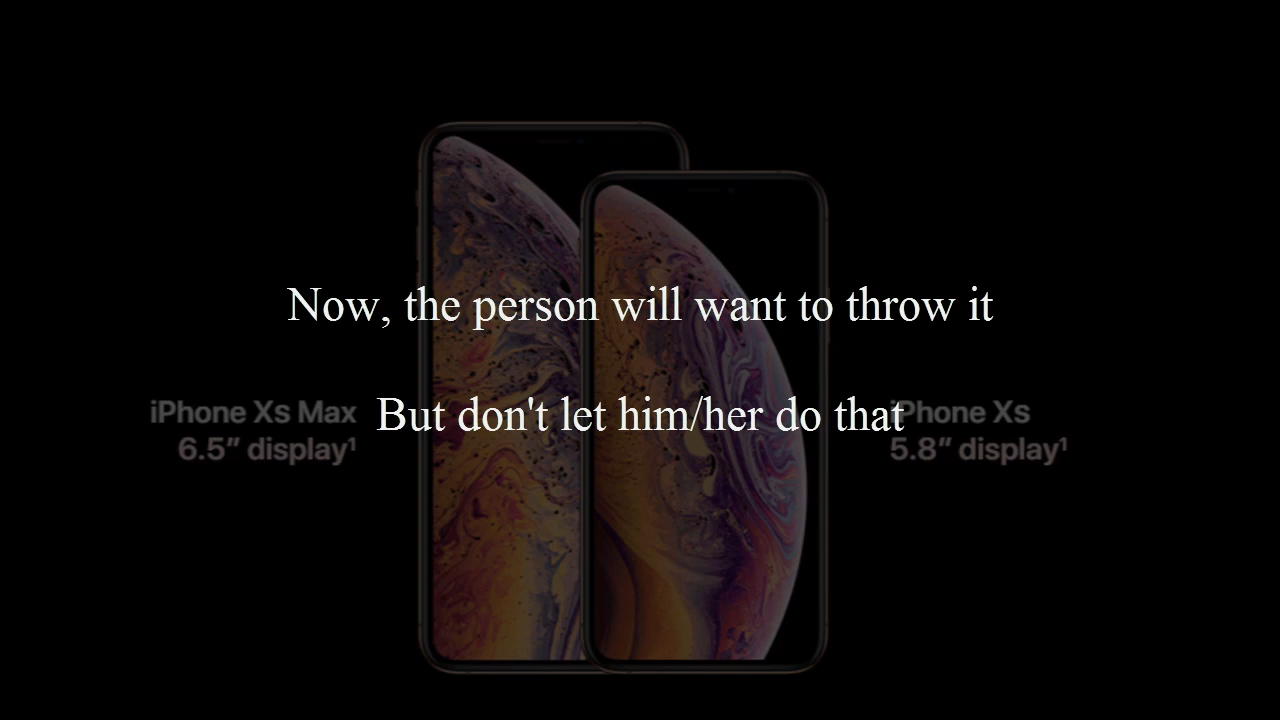 Now, the person will want to throw it
But don't let him/her do that
iPhone Xs Max
6.5″ display¹
iPhone Xs
5.8″ display¹